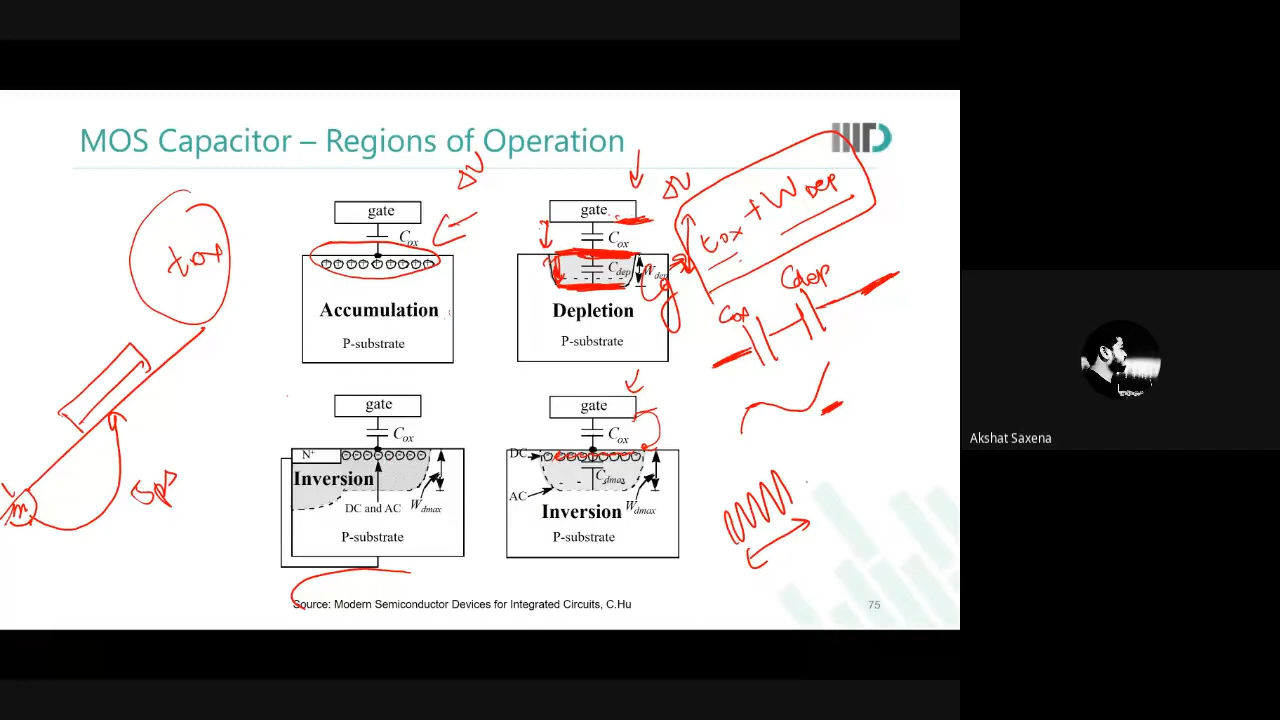 MOS Capacitor – Regions of Operation
IIITD
tox
ΔV
gate
Cox
Accumulation
P-substrate
ΔV
gate
Cox
Cdep
Wdep
Depletion
P-substrate
Cg
tox + WDep
Cox
Cdep
gate
Cox
N+
Inversion
DC and AC
Wdmax
P-substrate
gate
Cox
DC
Cdmax
AC
Inversion
Wdmax
P-substrate
m
Source: Modern Semiconductor Devices for Integrated Circuits, C.Hu
75
Akshat Saxena